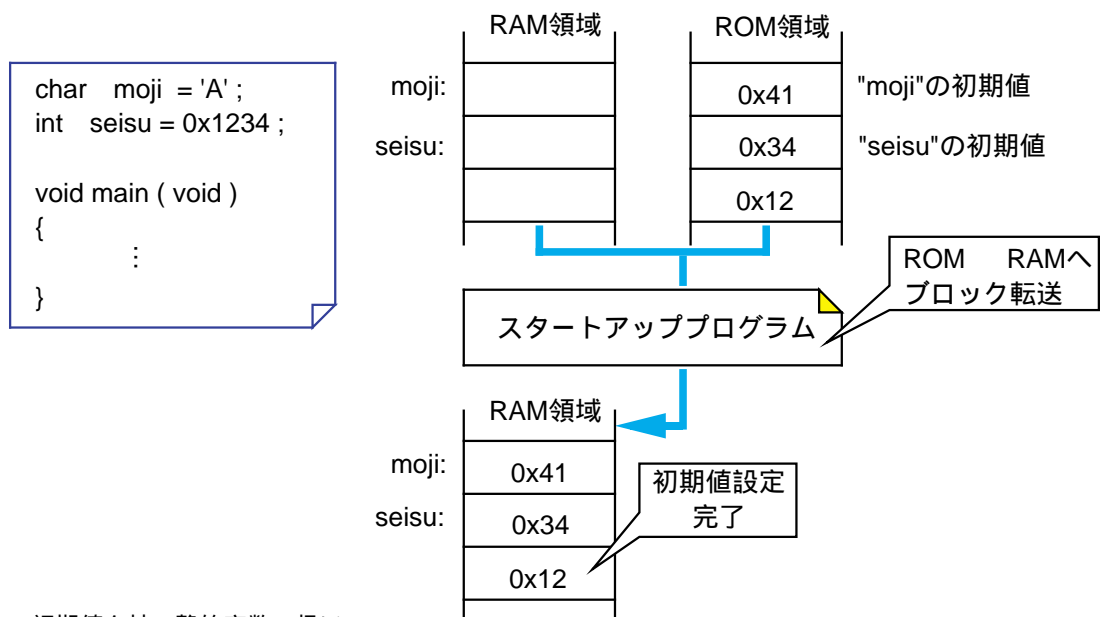 char moji = 'A' ;
int seisu = 0x1234 ;
void main ( void )
{
⋮
}
RAM領域 ROM領域
moji: 0x41 "moji"の初期値
seisu: 0x34 "seisu"の初期値
0x12
ROM RAMへ
ブロック転送
スタートアッププログラム
RAM領域
moji: 0x41
seisu: 0x34
0x12
初期値設定
完了